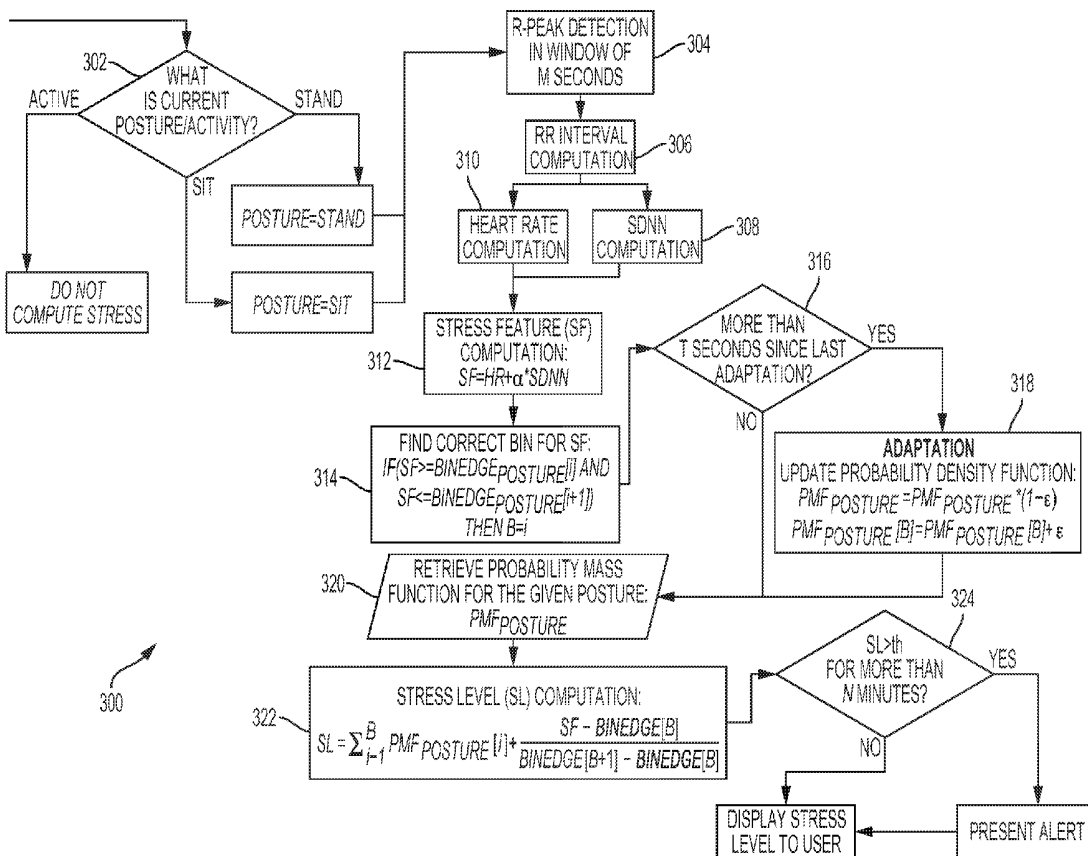 302
WHAT
IS CURRENT
POSTURE/ACTIVITY?
ACTIVE
STAND
SIT
POSTURE=STAND
POSTURE=SIT
DO NOT
COMPUTE STRESS
R-PEAK DETECTION
IN WINDOW OF
M SECONDS
304
RR INTERVAL
COMPUTATION
306
310
HEART RATE
COMPUTATION
SDNN
COMPUTATION
308
312
STRESS FEATURE (SF)
COMPUTATION:
SF=HR+α*SDNN
314
FIND CORRECT BIN FOR SF:
IF(SF>=BINEDGE_POSTURE[i] AND
SF<=BINEDGE_POSTURE[i+1])
THEN B=i
316
MORE THAN
T SECONDS SINCE LAST
ADAPTATION?
YES
NO
318
ADAPTATION
UPDATE PROBABILITY DENSITY FUNCTION:
PMF_POSTURE=PMF_POSTURE*(1-ε)
PMF_POSTURE[B]=PMF_POSTURE[B]+ε
320
RETRIEVE PROBABILITY MASS
FUNCTION FOR THE GIVEN POSTURE:
PMF_POSTURE
322
STRESS LEVEL (SL) COMPUTATION:
SL=∑_{i-1}^{B} PMF_POSTURE[i]+ (SF-BINEDGE[B])/(BINEDGE[B+1]-BINEDGE[B])
324
SL>th
FOR MORE THAN
N MINUTES?
YES
NO
DISPLAY STRESS
LEVEL TO USER
PRESENT ALERT
300